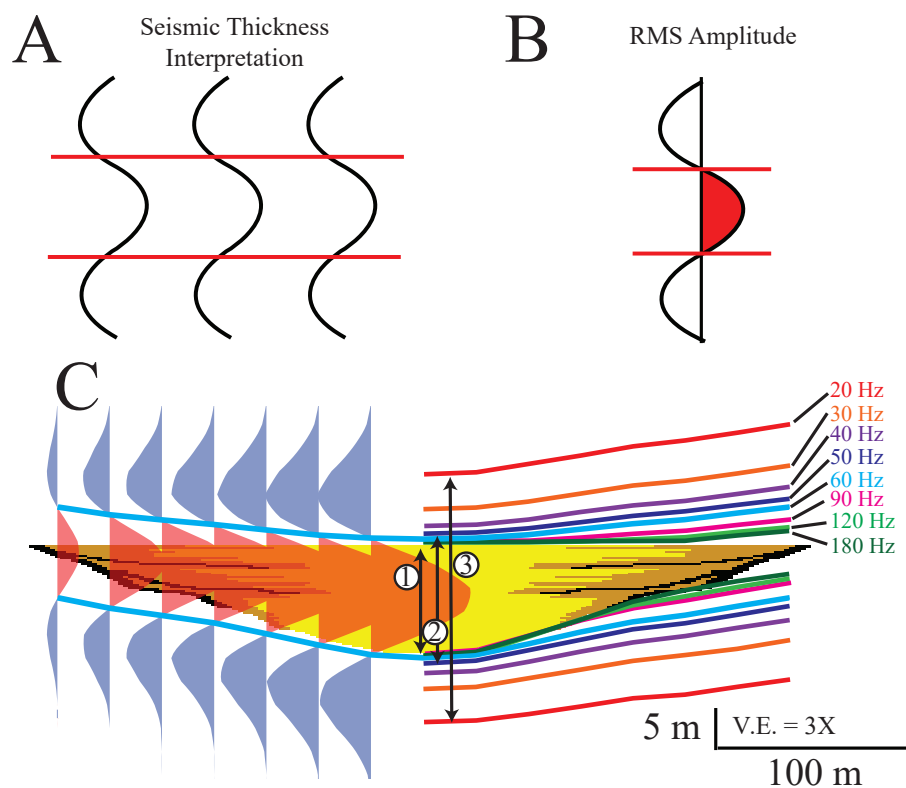 A
Seismic Thickness
Interpretation
B
RMS Amplitude
C
20 Hz
30 Hz
40 Hz
50 Hz
60 Hz
90 Hz
120 Hz
180 Hz
1
3
2
5 m
V.E. = 3X
100 m